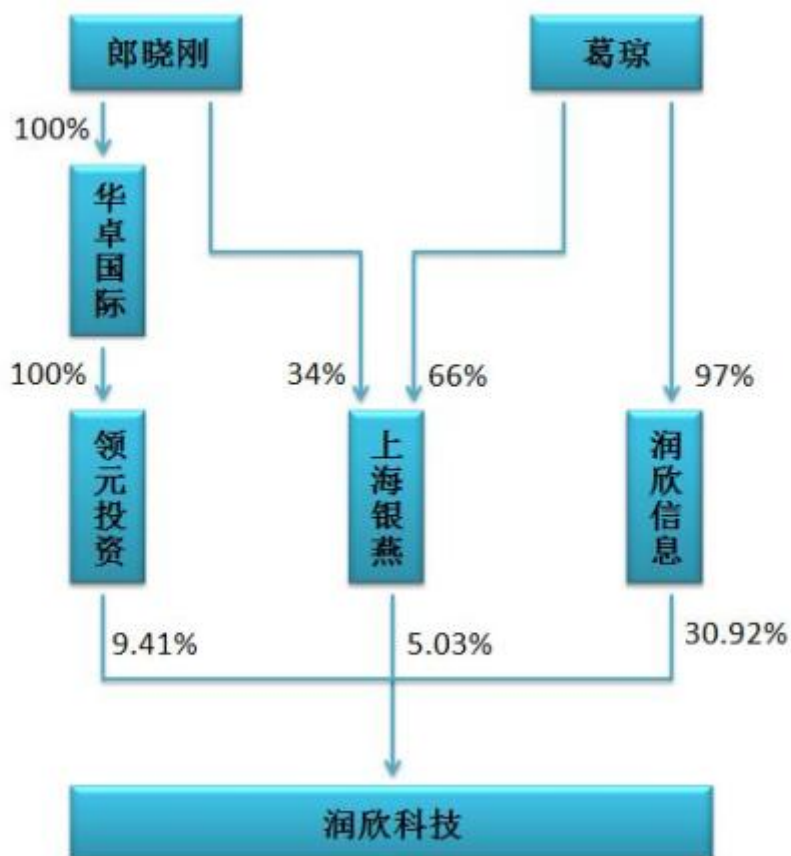 郎晓刚
葛琼
100%
华卓国际
100%
34%
66%
97%
领元投资
上海银燕
润欣信息
9.41%
5.03%
30.92%
润欣科技